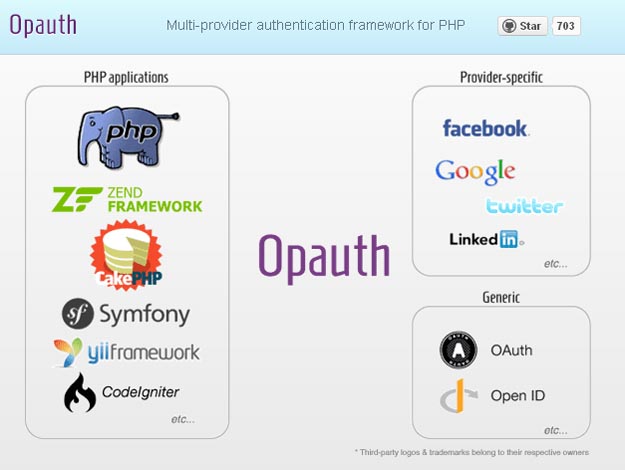 Opauth
Multi-provider authentication framework for PHP
Star 703
PHP applications
php
ZF ZEND
FRAMEWORK
CakePHP
sf Symfony
yiiframework
CodeIgniter
etc...
Opauth
Provider-specific
facebook
Google
twitter
Linked in
etc...
Generic
A OAuth
Open ID
etc...
* Third-party logos & trademarks belong to their respective owners